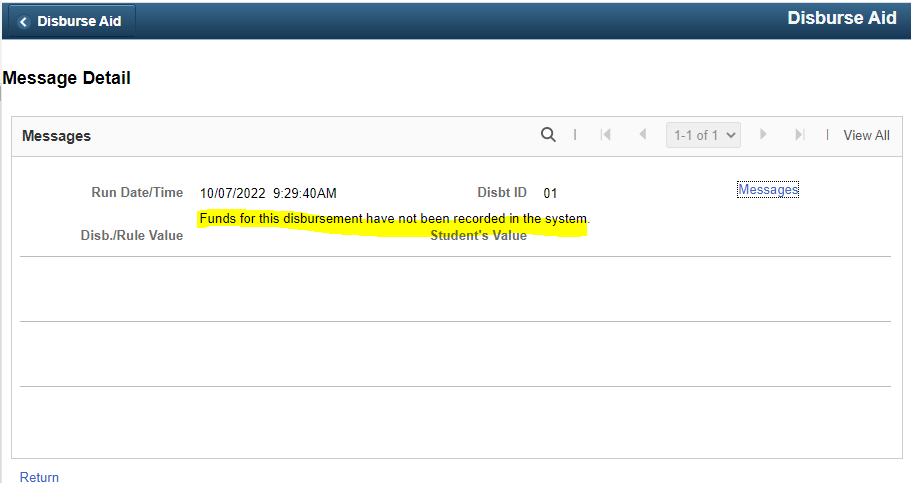 Disburse Aid
Disburse Aid
Message Detail
Messages
1-1 of 1
View All
Run Date/Time 10/07/2022 9:29:40AM Disbt ID 01 Messages
Funds for this disbursement have not been recorded in the system.
Disb./Rule Value Student's Value
Return